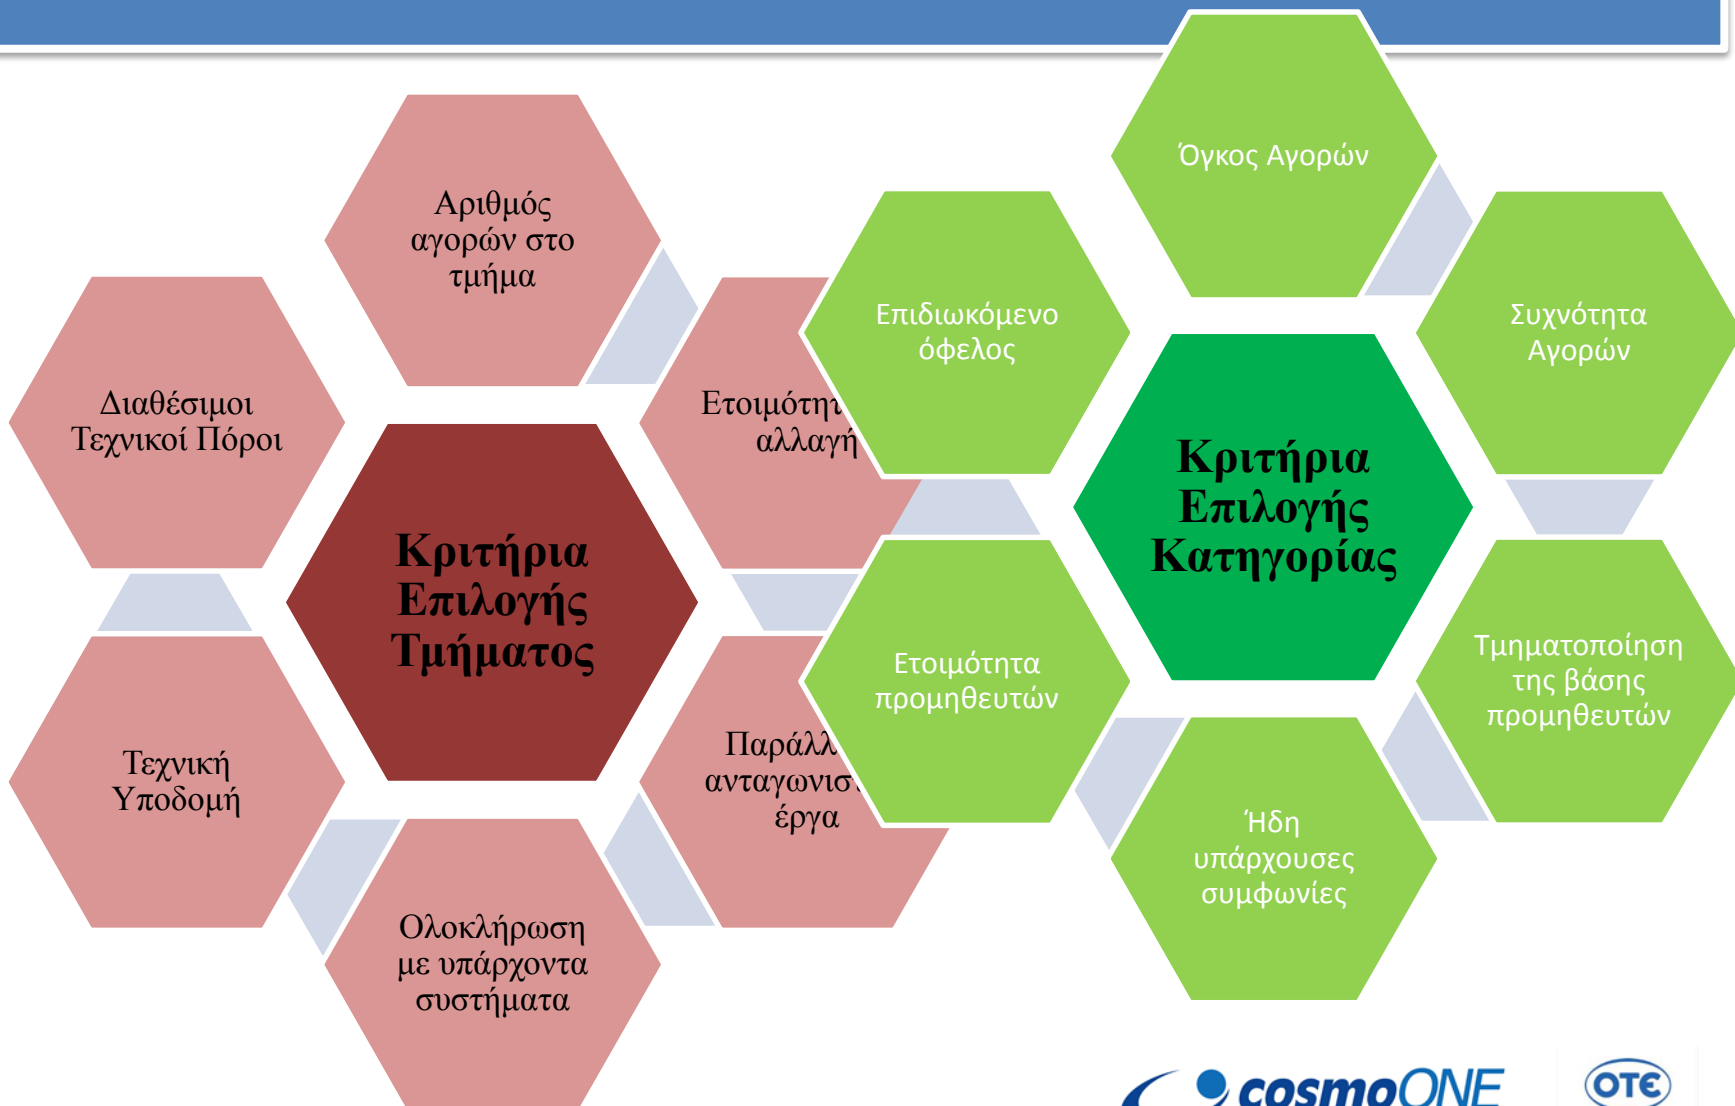 Αριθμός
αγορών στο
τμήμα
Διαθέσιμοι
Τεχνικοί Πόροι
αλλαγή
Κριτήρια
Επιλογής
Τμήματος
Τεχνική
Υποδομή
έργα
Ολοκλήρωση
με υπάρχοντα
συστήματα
Όγκος Αγορών
Επιδιωκόμενο
όφελος
Συχνότητα
Αγορών
Κριτήρια
Επιλογής
Κατηγορίας
Ετοιμότητα
προμηθευτών
Τμηματοποίηση
της βάσης
προμηθευτών
Ήδη
υπάρχουσες
συμφωνίες
cosmoONE
OTE